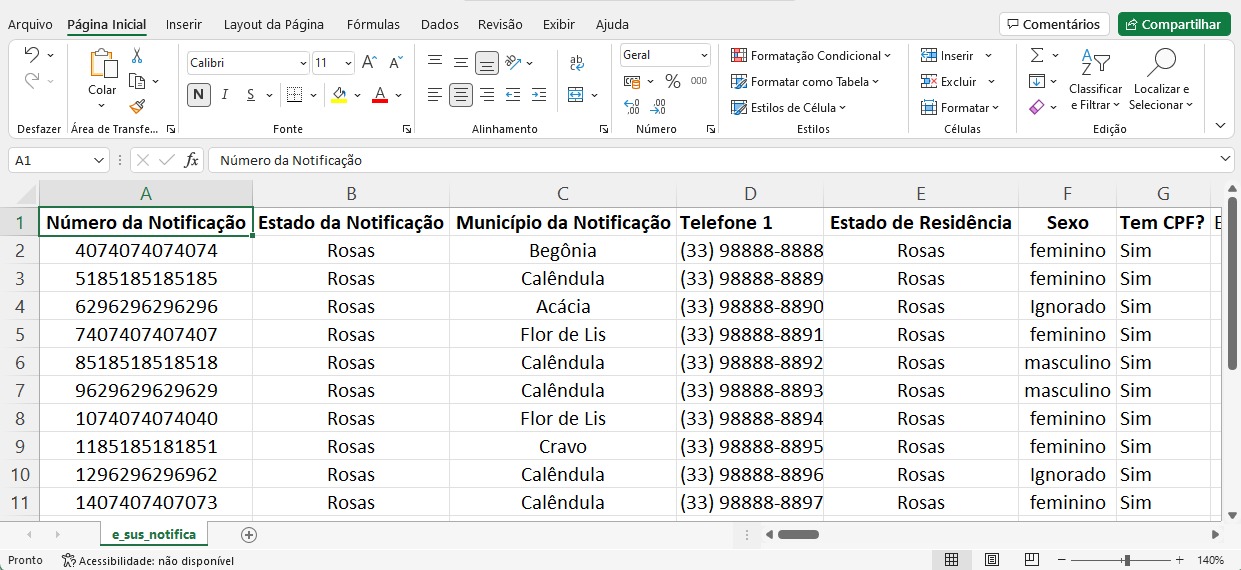 Arquivo Página Inicial Inserir Layout da Página Fórmulas Dados Revisão Exibir Ajuda Comentários Compartilhar
Colar
Calibri 11
N I S
ab
Geral
% 000
Formatação Condicional
Formatar como Tabela
Estilos de Célula
Inserir
Excluir
Formatar
Classificar e Filtrar
Localizar e Selecionar
Desfazer Área de Transfe... Fonte Alinhamento Número Estilos Células Edição
A1 fx Número da Notificação
A B C D E F G
1 Número da Notificação Estado da Notificação Município da Notificação Telefone 1 Estado de Residência Sexo Tem CPF? E
2 4074074074074 Rosas Begônia (33) 98888-8888 Rosas feminino Sim
3 5185185185185 Rosas Calêndula (33) 98888-8889 Rosas feminino Sim
4 6296296296296 Rosas Acácia (33) 98888-8890 Rosas Ignorado Sim
5 7407407407407 Rosas Flor de Lis (33) 98888-8891 Rosas feminino Sim
6 8518518518518 Rosas Calêndula (33) 98888-8892 Rosas masculino Sim
7 9629629629629 Rosas Calêndula (33) 98888-8893 Rosas masculino Sim
8 1074074074040 Rosas Flor de Lis (33) 98888-8894 Rosas feminino Sim
9 1185185181851 Rosas Cravo (33) 98888-8895 Rosas feminino Sim
10 1296296296962 Rosas Calêndula (33) 98888-8896 Rosas Ignorado Sim
11 1407407407073 Rosas Calêndula (33) 98888-8897 Rosas feminino Sim
e_sus_notifica
Pronto Acessibilidade: não disponível 140%